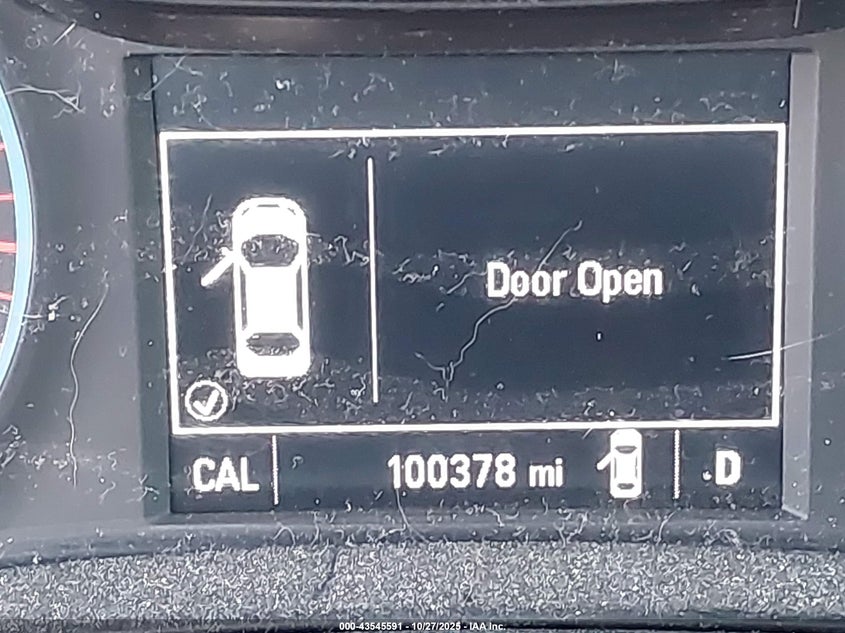 Door Open
CAL 100378 mi D
000-43545591 - 10/27/2025 - IAA Inc.